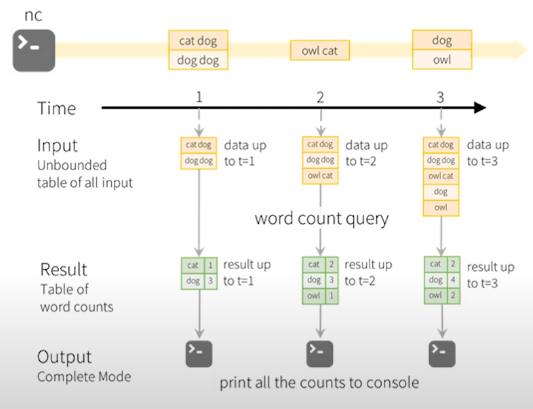 nc
cat dog
dog dog
owl cat
dog
owl
Time
1
2
3
Input
Unbounded
table of all input
cat dog
dog dog
data up
to t=1
cat dog
dog dog
owl cat
data up
to t=2
cat dog
dog dog
owl cat
dog
owl
data up
to t=3
word count query
Result
Table of
word counts
cat 1
dog 3
result up
to t=1
cat 2
dog 3
owl 1
result up
to t=2
cat 2
dog 4
owl 2
result up
to t=3
Output
Complete Mode
print all the counts to console